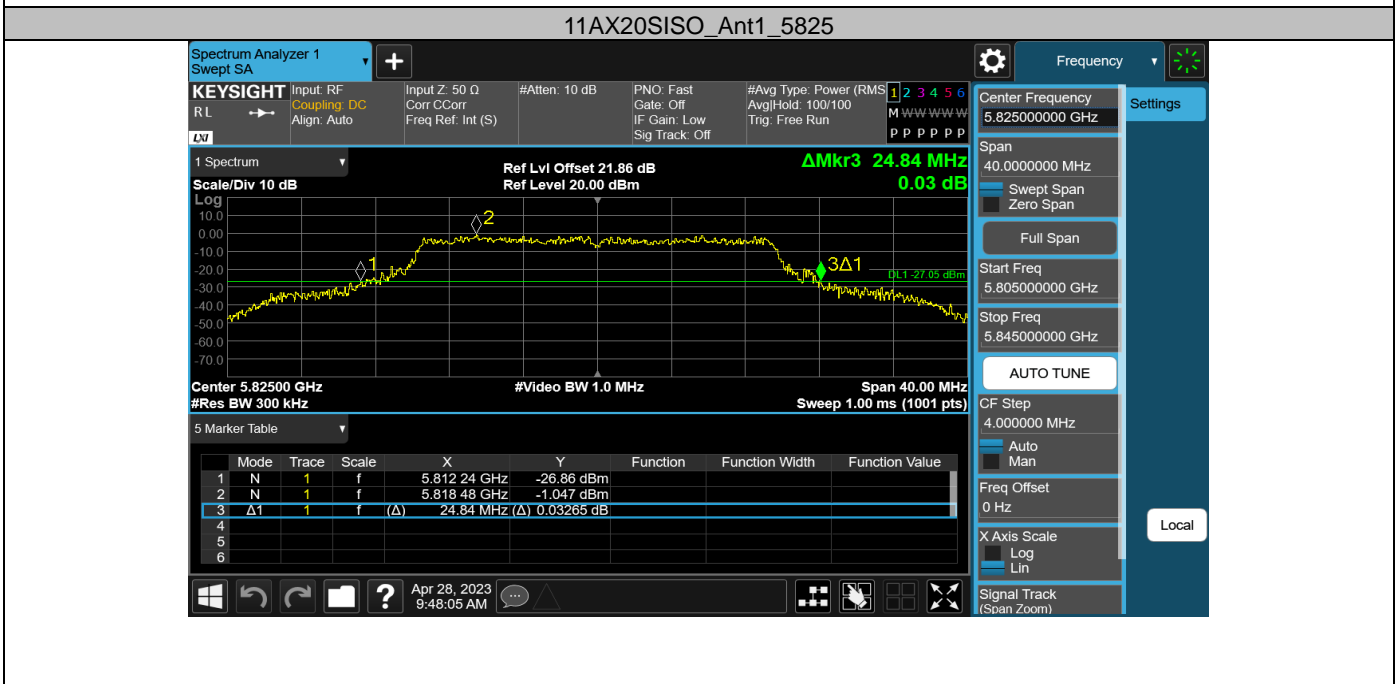 11AX20SISO_Ant1_5825
Spectrum Analyzer 1
Swept SA
Frequency
KEYSIGHT
R L
LXI
Input: RF
Coupling: DC
Align: Auto
Input Z: 50 Ω
Corr CCorr
Freq Ref: Int (S)
#Atten: 10 dB
PNO: Fast
Gate: Off
IF Gain: Low
Sig Track: Off
#Avg Type: Power (RMS
Avg|Hold: 100/100
Trig: Free Run
1 2 3 4 5 6
M W W W W W
P P P P P P
1 Spectrum
Scale/Div 10 dB
Ref Lvl Offset 21.86 dB
Ref Level 20.00 dBm
ΔMkr3 24.84 MHz
0.03 dB
Log
10.0
0.00
-10.0
-20.0
-30.0
-40.0
-50.0
-60.0
-70.0
1
2
3Δ1
DL1 -27.05 dBm
Center 5.82500 GHz
#Res BW 300 kHz
#Video BW 1.0 MHz
Span 40.00 MHz
Sweep 1.00 ms (1001 pts)
5 Marker Table
Mode Trace Scale X Y Function Function Width Function Value
1 N 1 f 5.812 24 GHz -26.86 dBm
2 N 1 f 5.818 48 GHz -1.047 dBm
3 Δ1 1 f (Δ) 24.84 MHz (Δ) 0.03265 dB
4
5
6
Apr 28, 2023
9:48:05 AM
Center Frequency
5.825000000 GHz
Settings
Span
40.0000000 MHz
Swept Span
Zero Span
Full Span
Start Freq
5.805000000 GHz
Stop Freq
5.845000000 GHz
AUTO TUNE
CF Step
4.000000 MHz
Auto
Man
Freq Offset
0 Hz
Local
X Axis Scale
Log
Lin
Signal Track
(Span Zoom)